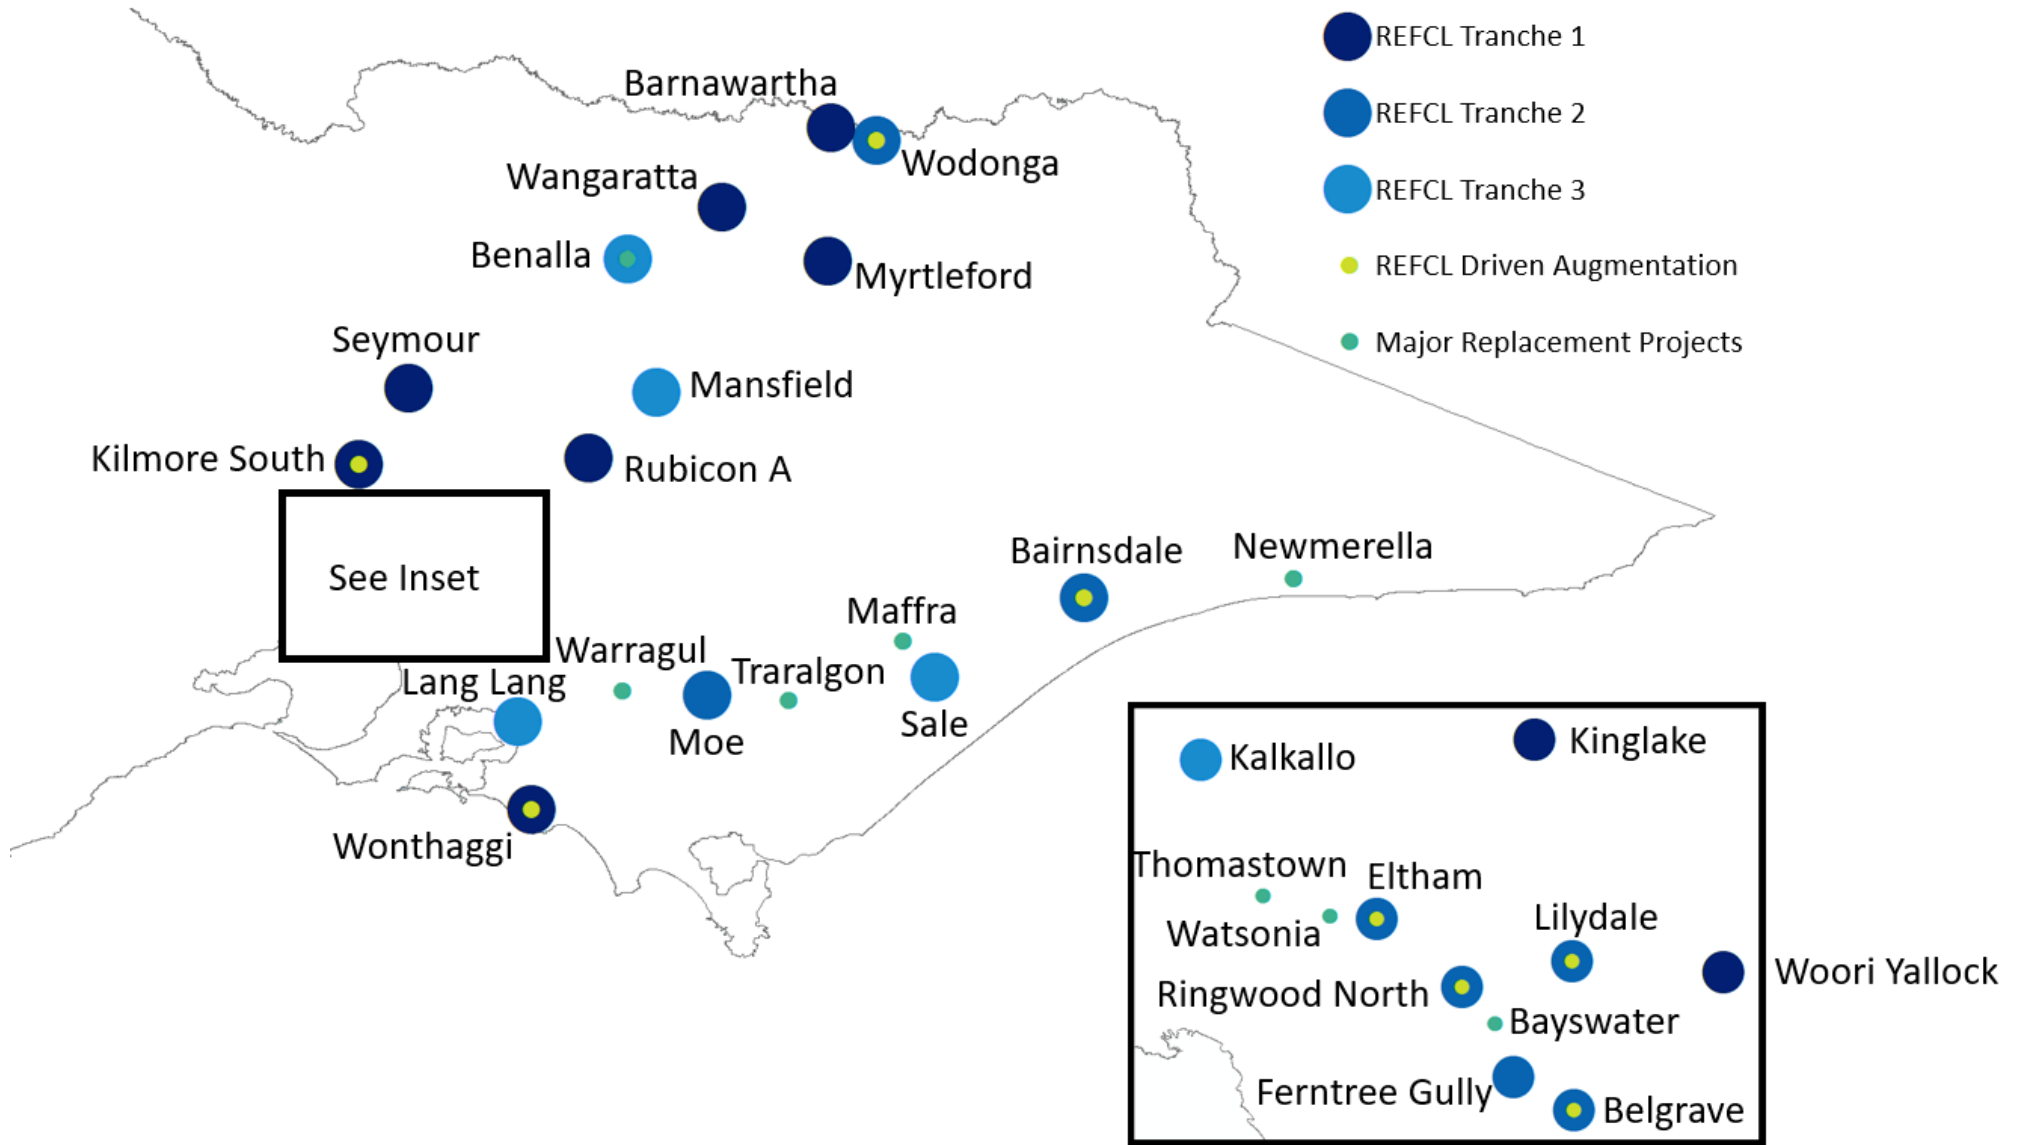 REFCL Tranche 1
REFCL Tranche 2
REFCL Tranche 3
REFCL Driven Augmentation
Major Replacement Projects
Barnawartha
Wodonga
Wangaratta
Benalla
Myrtleford
Seymour
Mansfield
Kilmore South
Rubicon A
See Inset
Bairnsdale
Newmerella
Maffra
Warragul
Traralgon
Lang Lang
Sale
Moe
Wonthaggi
Kinglake
Kalkallo
Thomastown
Eltham
Lilydale
Watsonia
Woori Yallock
Ringwood North
Bayswater
Ferntree Gully
Belgrave